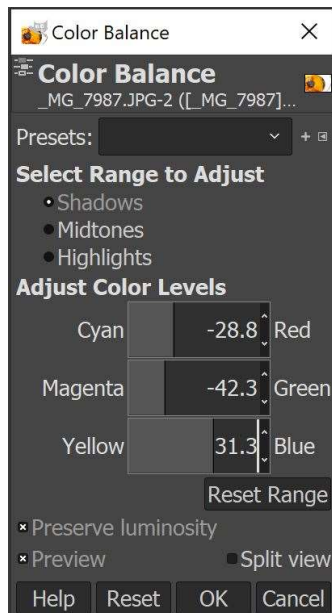 Color Balance
Color Balance
_MG_7987.JPG-2 ([_MG_7987]...
Presets:
Select Range to Adjust
Shadows
Midtones
Highlights
Adjust Color Levels
Cyan -28.8 Red
Magenta -42.3 Green
Yellow 31.3 Blue
Reset Range
Preserve luminosity
Preview Split view
Help Reset OK Cancel